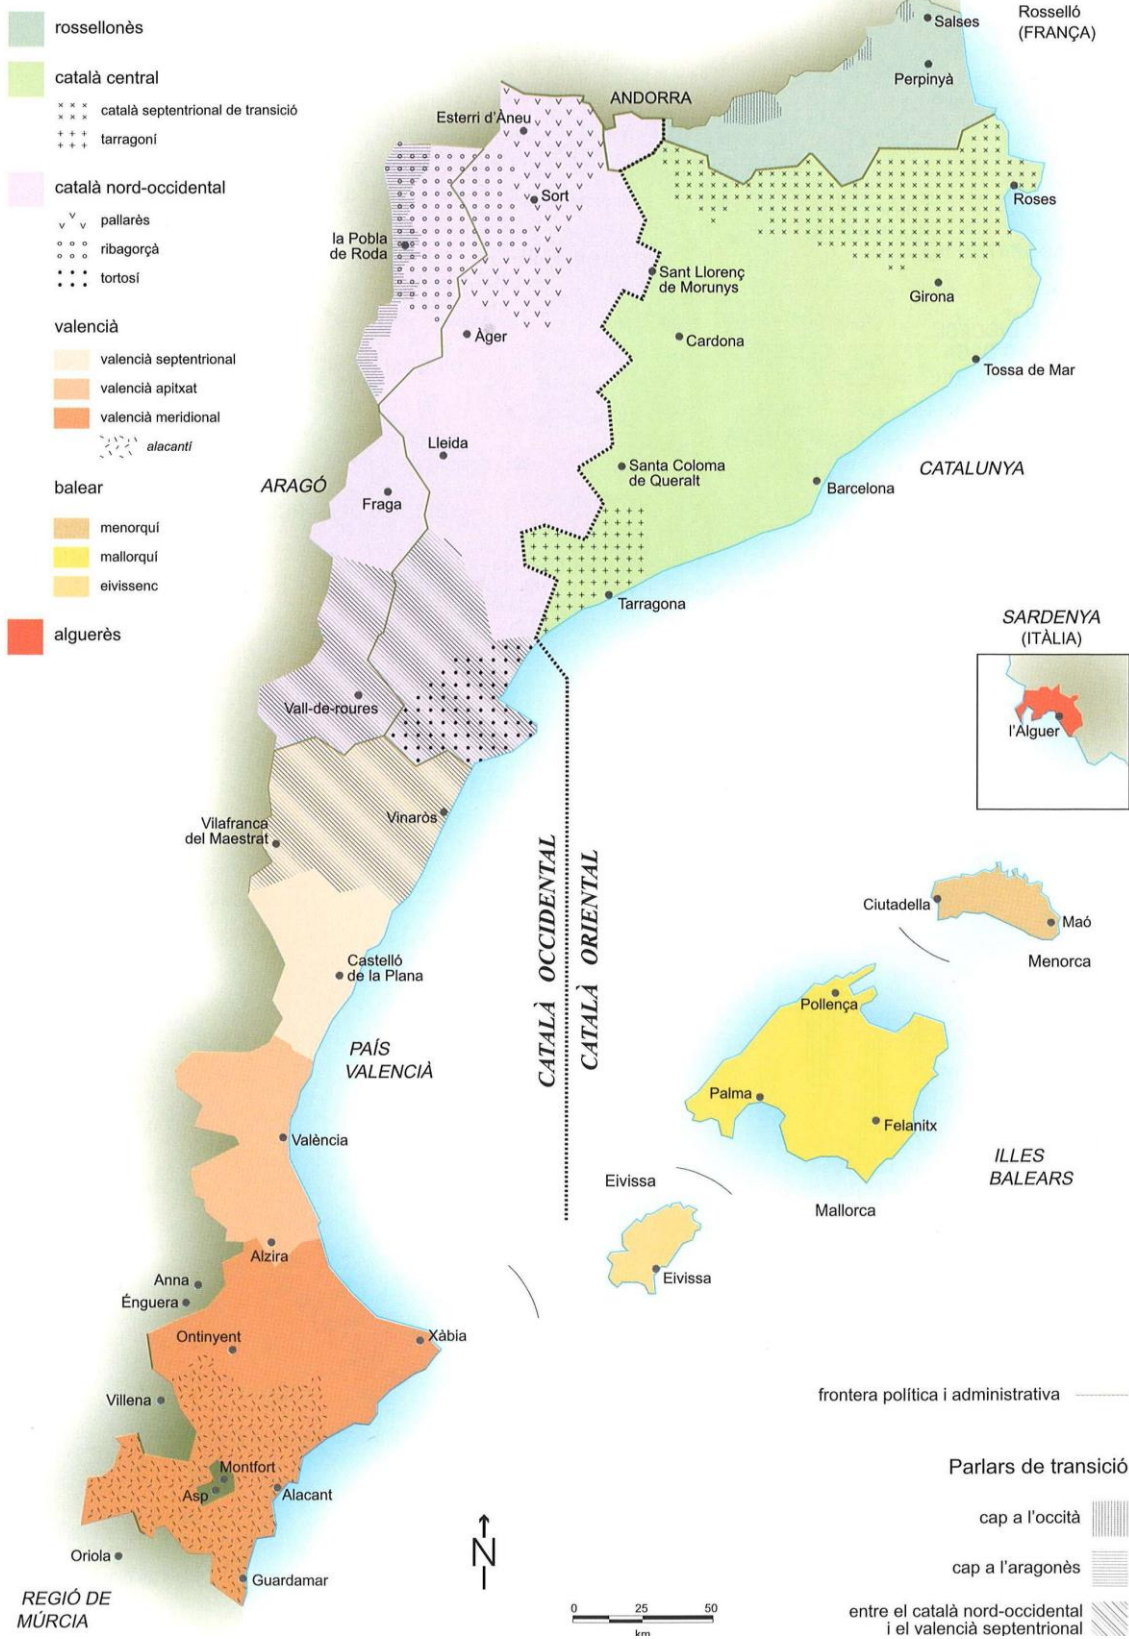 rossellonès
català central
català septentrional de transició
tarragoní
català nord-occidental
pallarès
ribagorçà
tortosí
valencià
valencià septentrional
valencià apitxat
valencià meridional
alacantí
balear
menorquí
mallorquí
eivissenc
alguerès
Rosselló
(FRANÇA)
Salses
Perpinyà
ANDORRA
Esterri d'Àneu
Sort
Roses
la Pobla
de Roda
Sant Llorenç
de Morunys
Girona
Àger
Cardona
Tossa de Mar
Lleida
Santa Coloma
de Queralt
CATALUNYA
ARAGÓ
Fraga
Barcelona
Tarragona
SARDENYA
(ITÀLIA)
l'Alguer
Vall-de-roures
Vinaròs
Vilafranca
del Maestrat
CATALÀ OCCIDENTAL
CATALÀ ORIENTAL
Ciutadella
Maó
Menorca
Castelló
de la Plana
Pollença
PAÍS
VALENCIÀ
Palma
Felanitx
València
ILLES
BALEARS
Eivissa
Mallorca
Alzira
Eivissa
Anna
Énguera
Ontinyent
Xàbia
Villena
Montfort
Asp
Alacant
Oriola
Guardamar
REGIÓ DE
MÚRCIA
N
0 25 50
km
frontera política i administrativa
Parlars de transició
cap a l'occità
cap a l'aragonès
entre el català nord-occidental
i el valencià septentrional